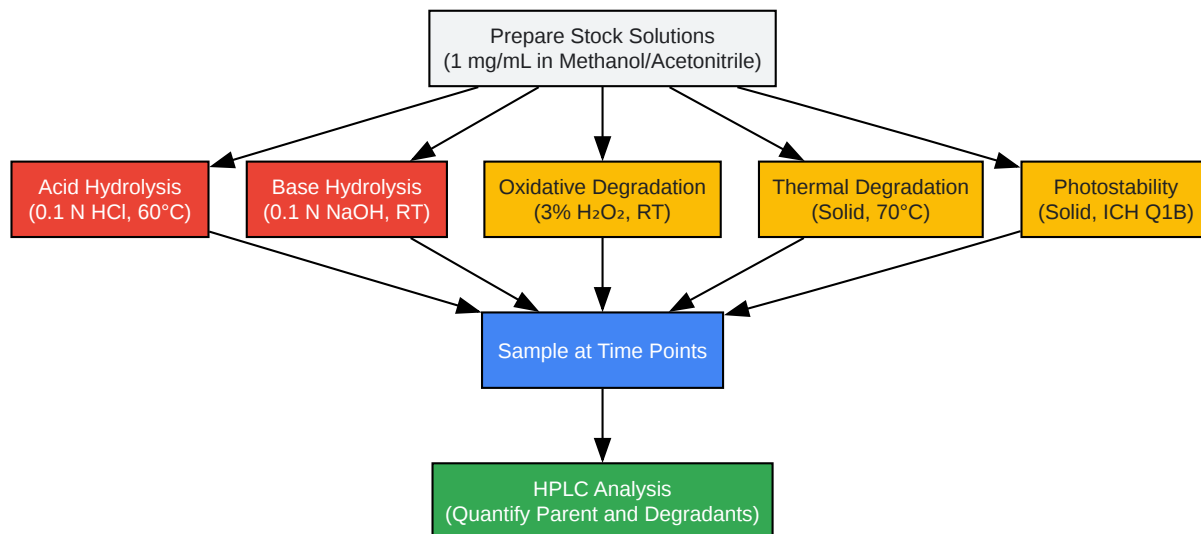 Prepare Stock Solutions
(1 mg/mL in Methanol/Acetonitrile)
Acid Hydrolysis
(0.1 N HCl, 60°C)
Base Hydrolysis
(0.1 N NaOH, RT)
Oxidative Degradation
(3% H₂O₂, RT)
Thermal Degradation
(Solid, 70°C)
Photostability
(Solid, ICH Q1B)
Sample at Time Points
HPLC Analysis
(Quantify Parent and Degradants)